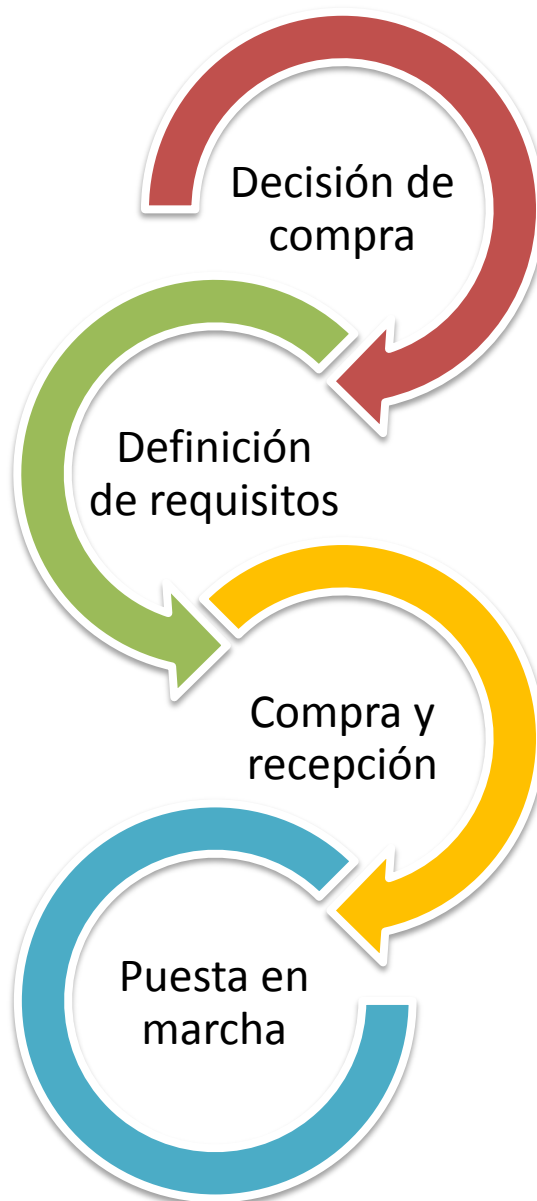 Decisión de
compra
Definición
de requisitos
Compra y
recepción
Puesta en
marcha